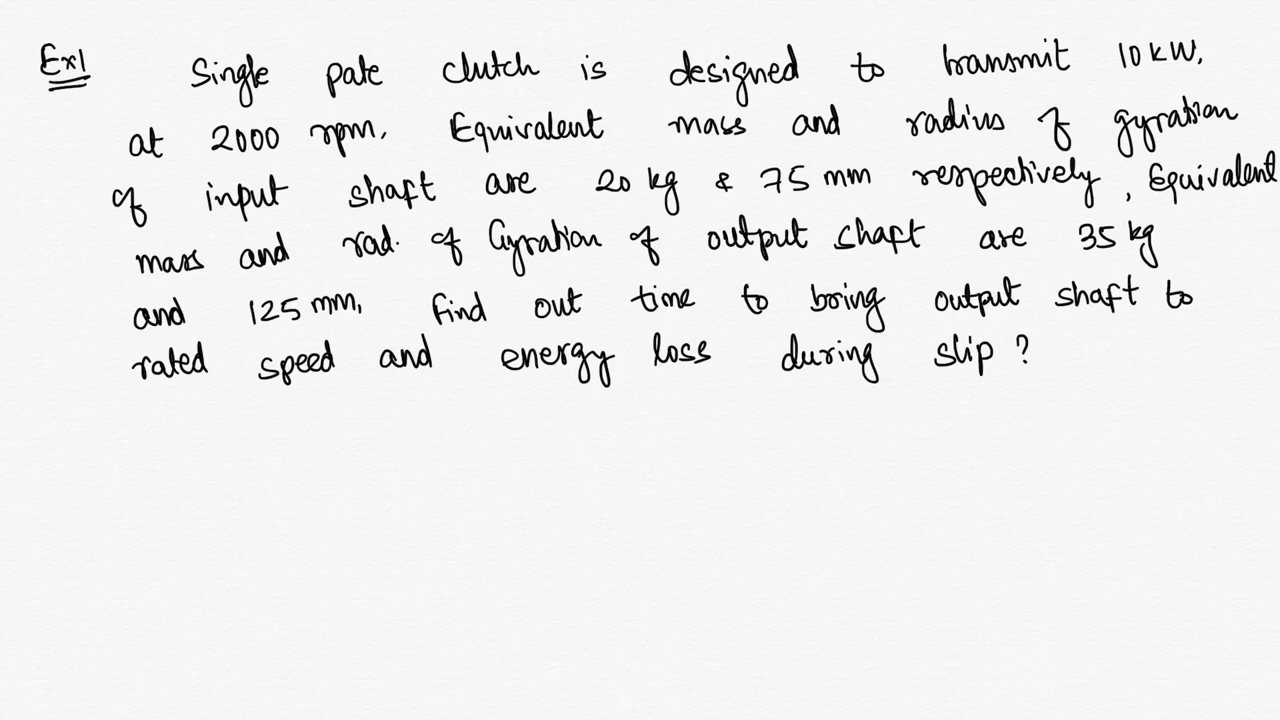 Ex1 Single pate clutch is designed to transmit 10 kW,
at 2000 rpm. Equivalent mass and radius of gyration
of input shaft are 20 kg & 75 mm respectively, Equivalent
mass and rad. of Gyration of output shaft are 35 kg
and 125 mm, find out time to bring output shaft to
rated speed and energy loss during slip ?